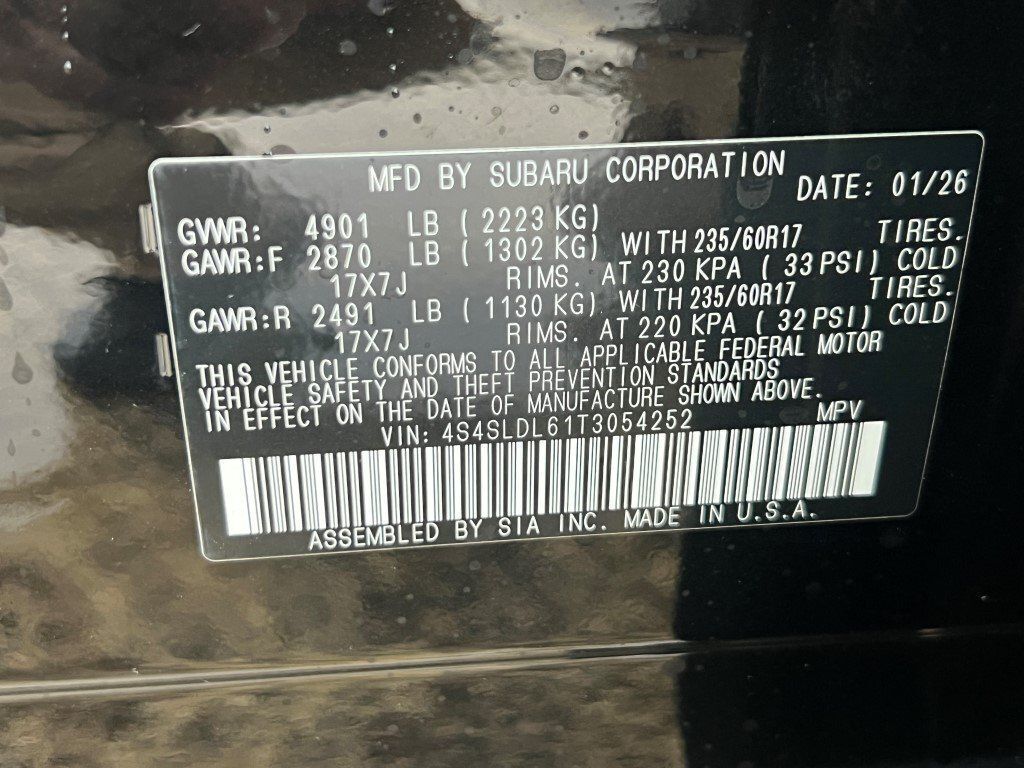 MFD BY SUBARU CORPORATION DATE: 01/26
GVWR: 4901 LB ( 2223 KG)
GAWR:F 2870 LB ( 1302 KG) WITH 235/60R17 TIRES.
17X7J RIMS. AT 230 KPA ( 33 PSI) COLD
GAWR:R 2491 LB ( 1130 KG) WITH 235/60R17 TIRES.
17X7J RIMS. AT 220 KPA ( 32 PSI) COLD
THIS VEHICLE CONFORMS TO ALL APPLICABLE FEDERAL MOTOR
VEHICLE SAFETY AND THEFT PREVENTION STANDARDS
IN EFFECT ON THE DATE OF MANUFACTURE SHOWN ABOVE.
VIN: 4S4SLDL61T3054252 MPV
ASSEMBLED BY SIA INC. MADE IN U.S.A.